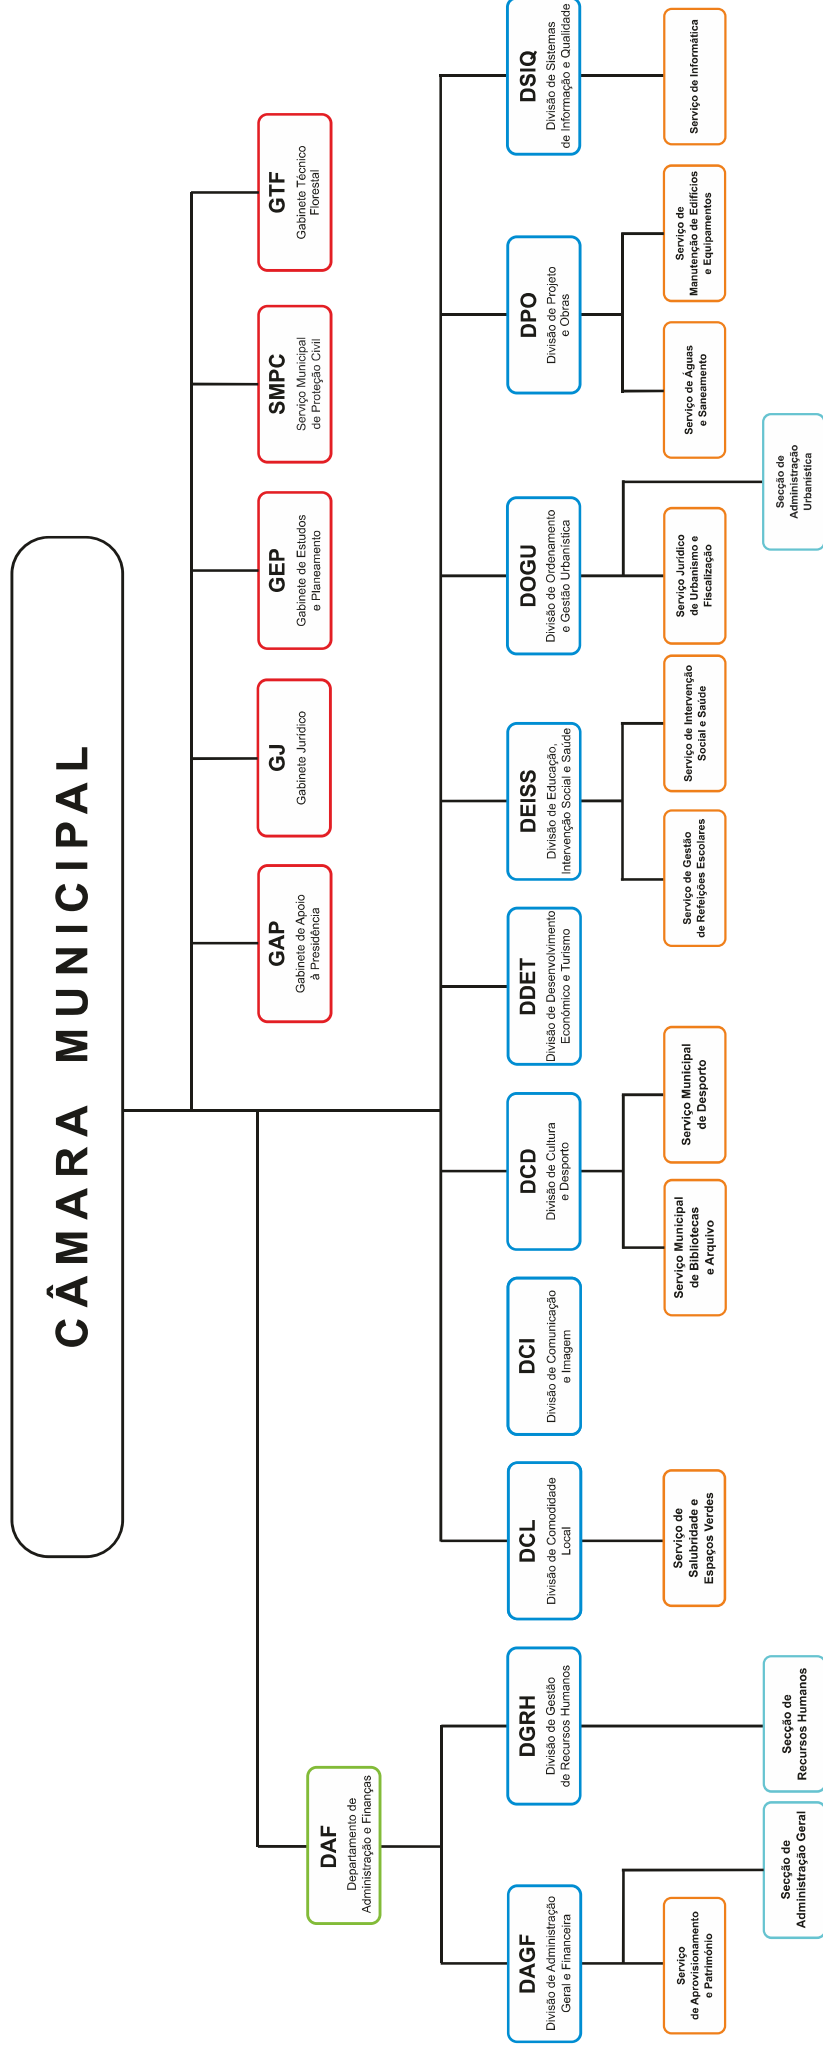 CÂMARA MUNICIPAL
GAP
Gabinete de Apoio
à Presidência
GJ
Gabinete Jurídico
GEP
Gabinete de Estudos
e Planeamento
SMPC
Serviço Municipal
de Proteção Civil
GTF
Gabinete Técnico
Florestal
DAF
Departamento de
Administração e Finanças
DAGF
Divisão de Administração
Geral e Financeira
DGRH
Divisão de Gestão
de Recursos Humanos
DCL
Divisão de Comodidade
Local
DCI
Divisão de Comunicação
e Imagem
DCD
Divisão de Cultura
e Desporto
DDET
Divisão de Desenvolvimento
Económico e Turismo
DEISS
Divisão de Educação,
Intervenção Social e Saúde
DOGU
Divisão de Ordenamento
e Gestão Urbanística
DPO
Divisão de Projeto
e Obras
DSIQ
Divisão de Sistemas
de Informação e Qualidade
Serviço
de Aprovisionamento
e Património
Serviço de
Salubridade e
Espaços Verdes
Serviço Municipal
de Bibliotecas
e Arquivo
Serviço Municipal
de Desporto
Serviço de Gestão
de Refeições Escolares
Serviço de Intervenção
Social e Saúde
Serviço Jurídico
de Urbanismo e
Fiscalização
Serviço de Águas
e Saneamento
Serviço de
Manutenção de Edifícios
e Equipamentos
Serviço de Informática
Secção de
Administração Geral
Secção de
Recursos Humanos
Secção de
Administração
Urbanística